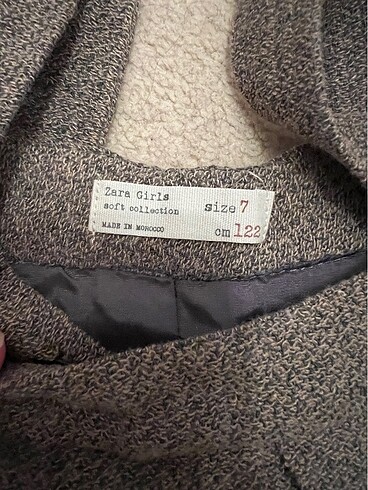 Zara Girls
soft collection
size 7
MADE IN MOROCCO
cm 122